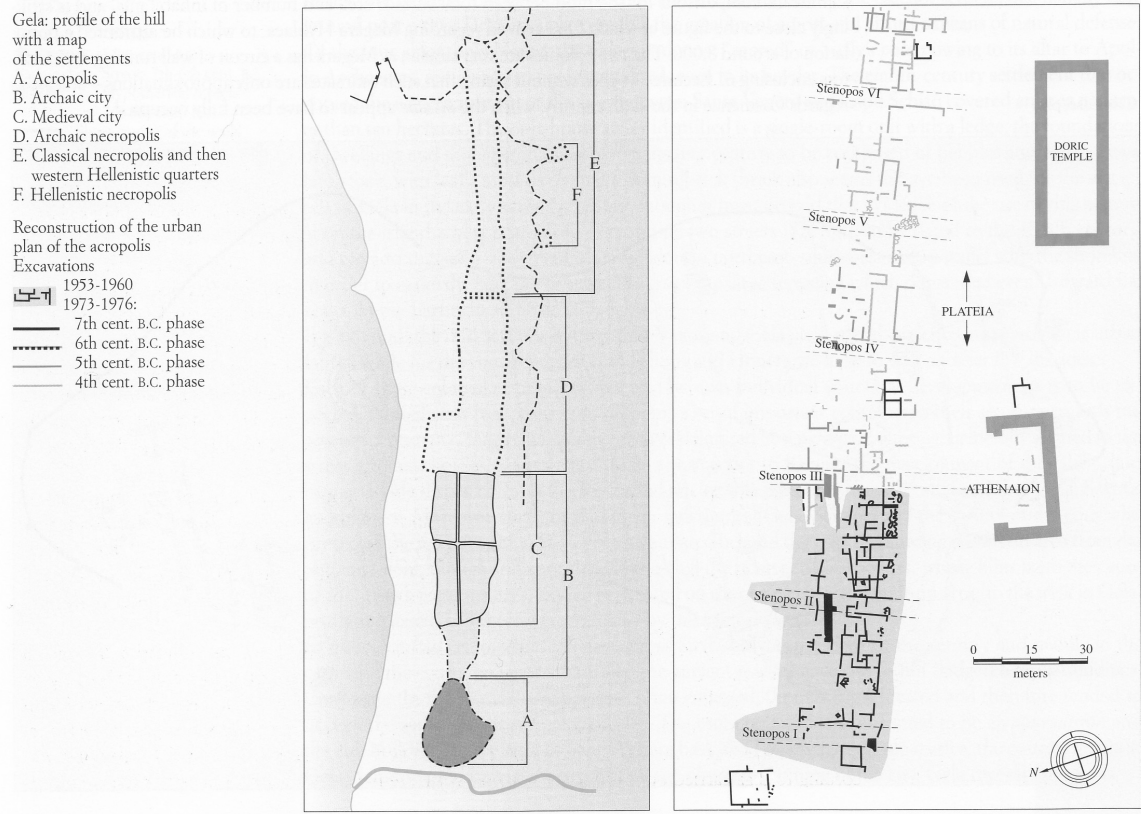 Gela: profile of the hill
with a map
of the settlements
A. Acropolis
B. Archaic city
C. Medieval city
D. Archaic necropolis
E. Classical necropolis and then
western Hellenistic quarters
F. Hellenistic necropolis
Reconstruction of the urban
plan of the acropolis
Excavations
1953-1960
1973-1976:
7th cent. B.C. phase
6th cent. B.C. phase
5th cent. B.C. phase
4th cent. B.C. phase
E
F
D
C
B
A
Stenopos VI
DORIC
TEMPLE
Stenopos V
PLATEIA
Stenopos IV
Stenopos III
ATHENAION
Stenopos II
0 15 30
meters
Stenopos I
N